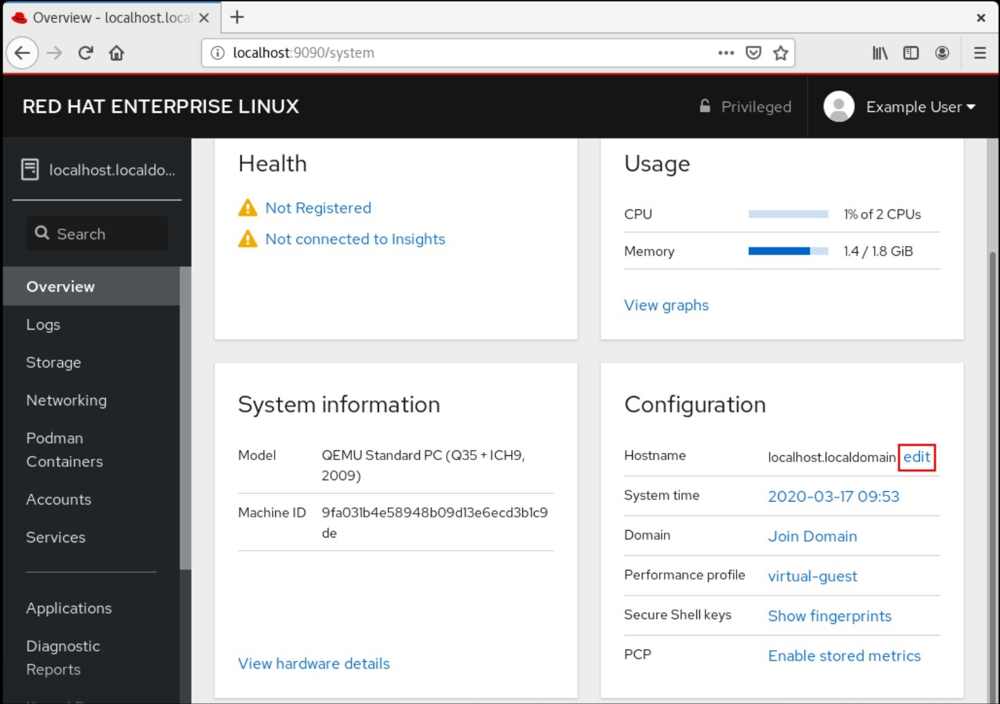 Overview - localhost.local
localhost:9090/system
RED HAT ENTERPRISE LINUX
Privileged
Example User
localhost.localdo...
Search
Overview
Logs
Storage
Networking
Podman
Containers
Accounts
Services
Applications
Diagnostic
Reports
Health
Not Registered
Not connected to Insights
Usage
CPU 1% of 2 CPUs
Memory 1.4 / 1.8 GiB
View graphs
System information
Model QEMU Standard PC (Q35 + ICH9,
2009)
Machine ID 9fa031b4e58948b09d13e6ecd3b1c9
de
View hardware details
Configuration
Hostname localhost.localdomain edit
System time 2020-03-17 09:53
Domain Join Domain
Performance profile virtual-guest
Secure Shell keys Show fingerprints
PCP Enable stored metrics